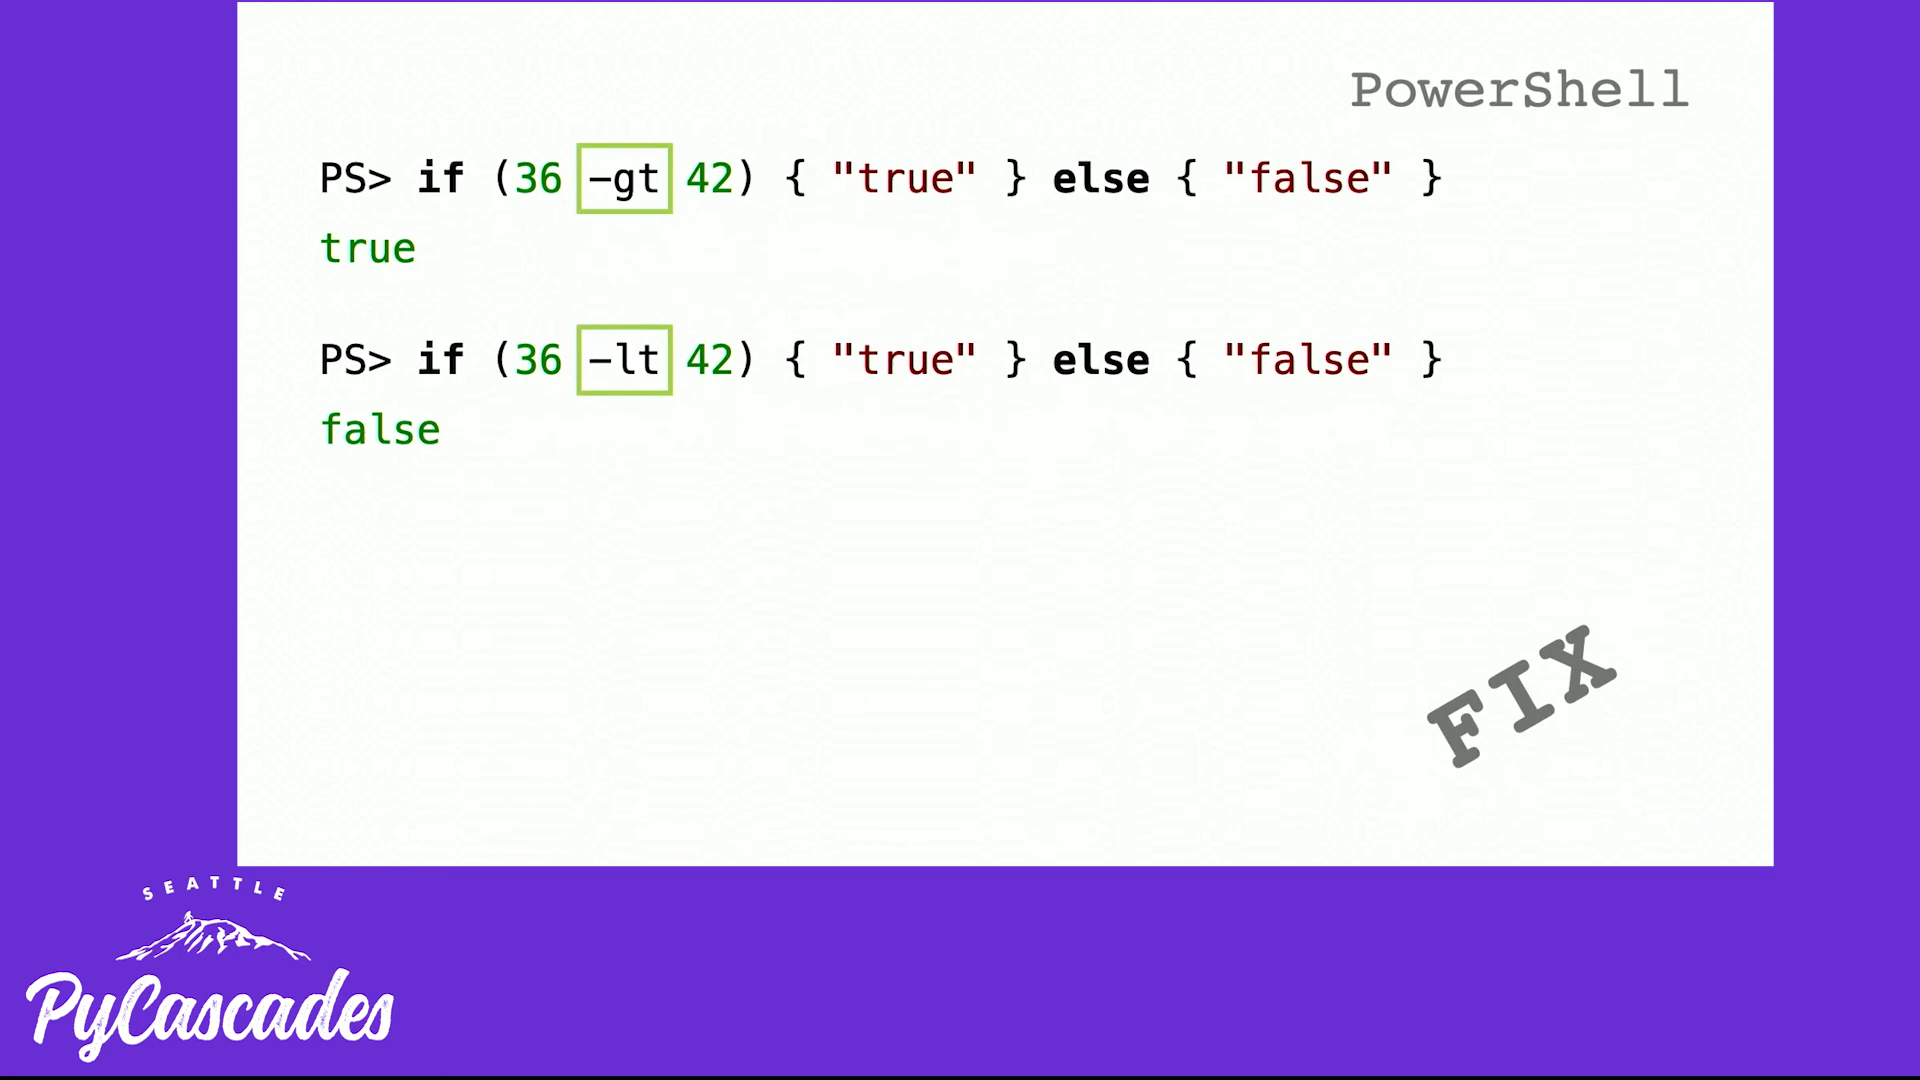 PowerShell
PS> if (36 -gt 42) { "true" } else { "false" }
true
PS> if (36 -lt 42) { "true" } else { "false" }
false
FIX
SEATTLE
PyCascades